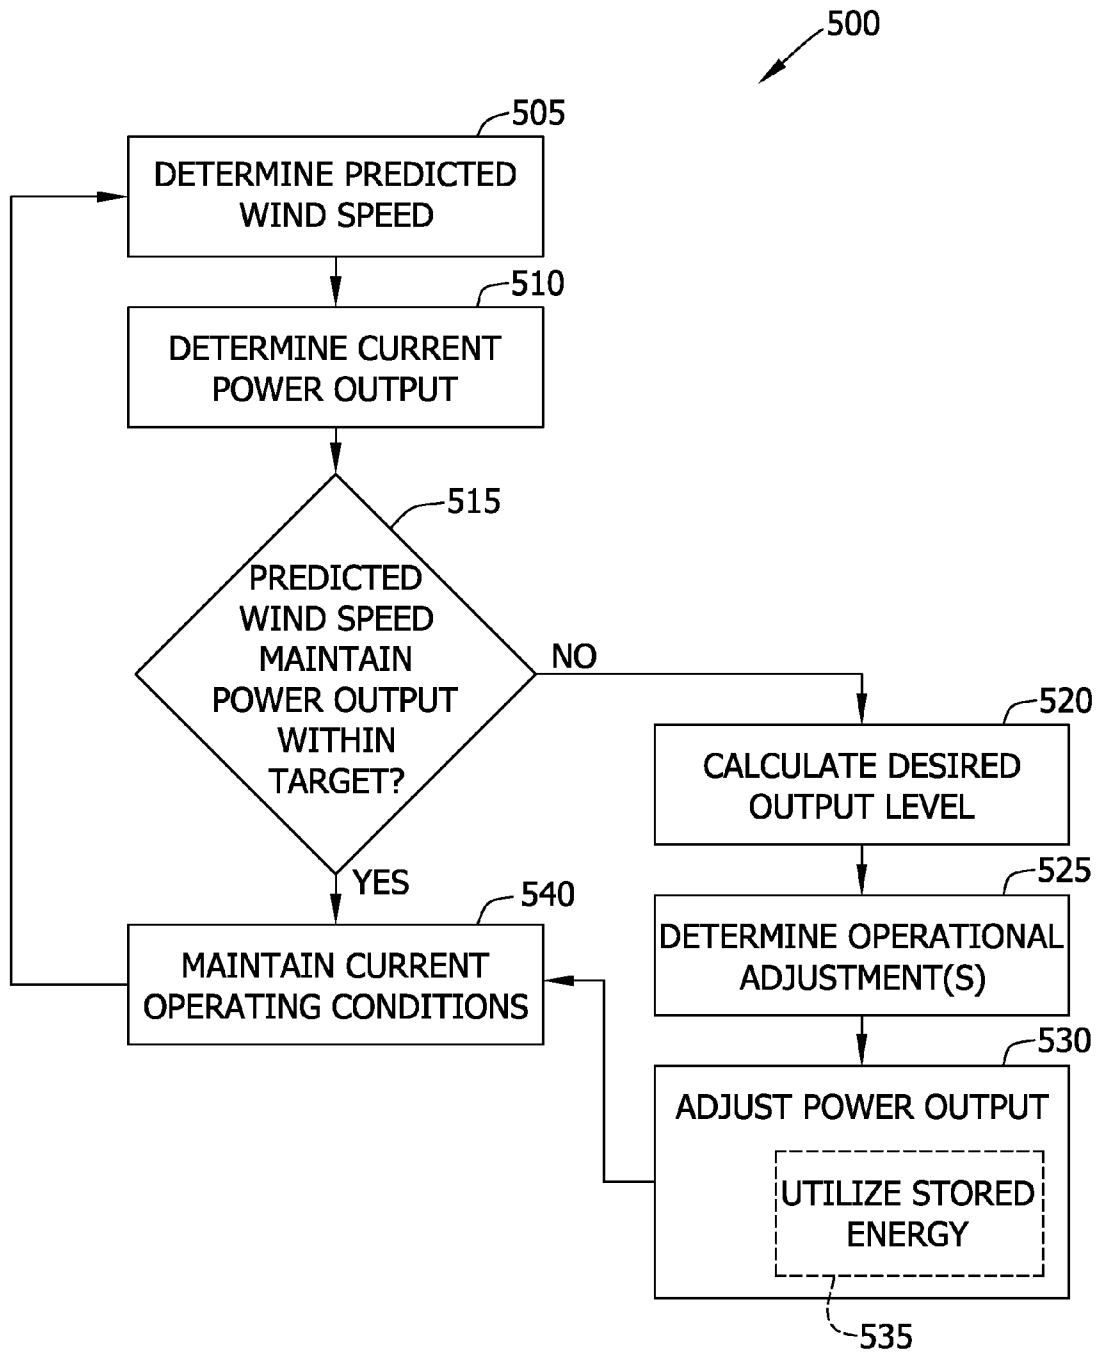 500
505
DETERMINE PREDICTED
WIND SPEED
510
DETERMINE CURRENT
POWER OUTPUT
515
PREDICTED
WIND SPEED
MAINTAIN
POWER OUTPUT
WITHIN
TARGET?
NO
YES
520
CALCULATE DESIRED
OUTPUT LEVEL
525
DETERMINE OPERATIONAL
ADJUSTMENT(S)
530
ADJUST POWER OUTPUT
UTILIZE STORED
ENERGY
535
540
MAINTAIN CURRENT
OPERATING CONDITIONS